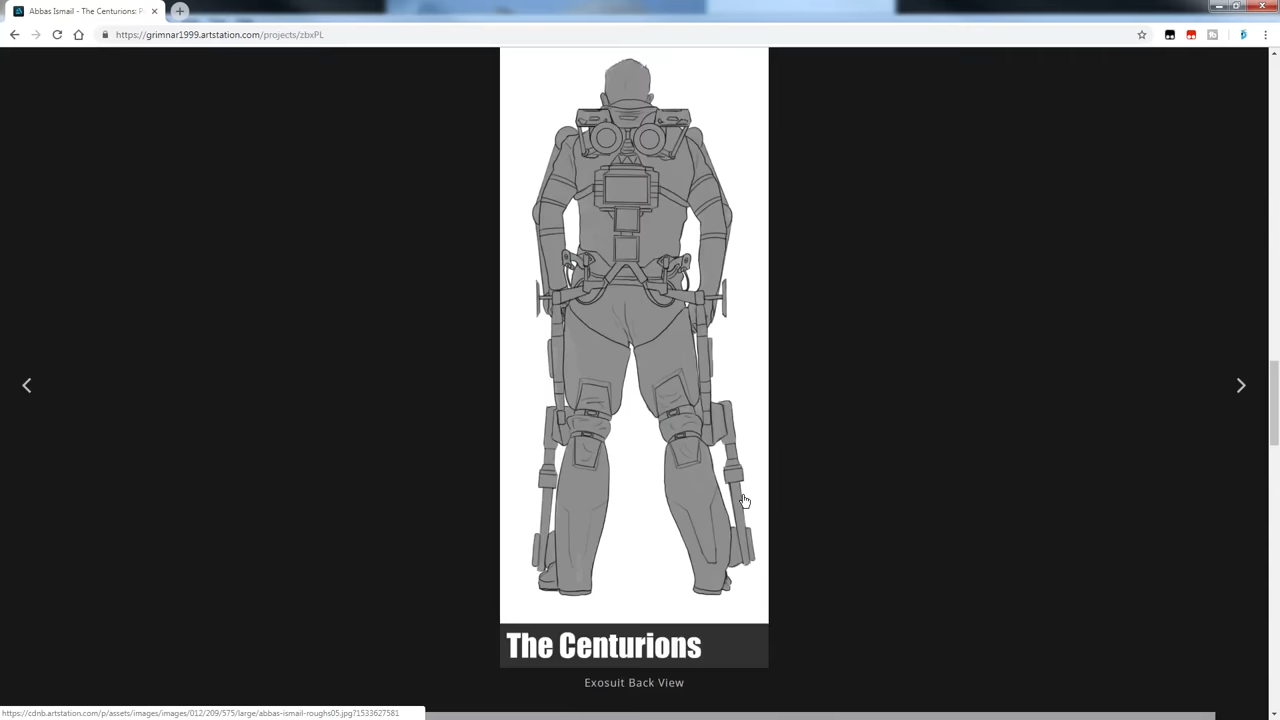 Abbas Ismail - The Centurions: R
https://grimnar1999.artstation.com/projects/zbxPL
The Centurions
Exosuit Back View
https://cdnb.artstation.com/p/assets/images/images/012/209/575/large/abbas-ismail-roughs05.jpg?1533627581